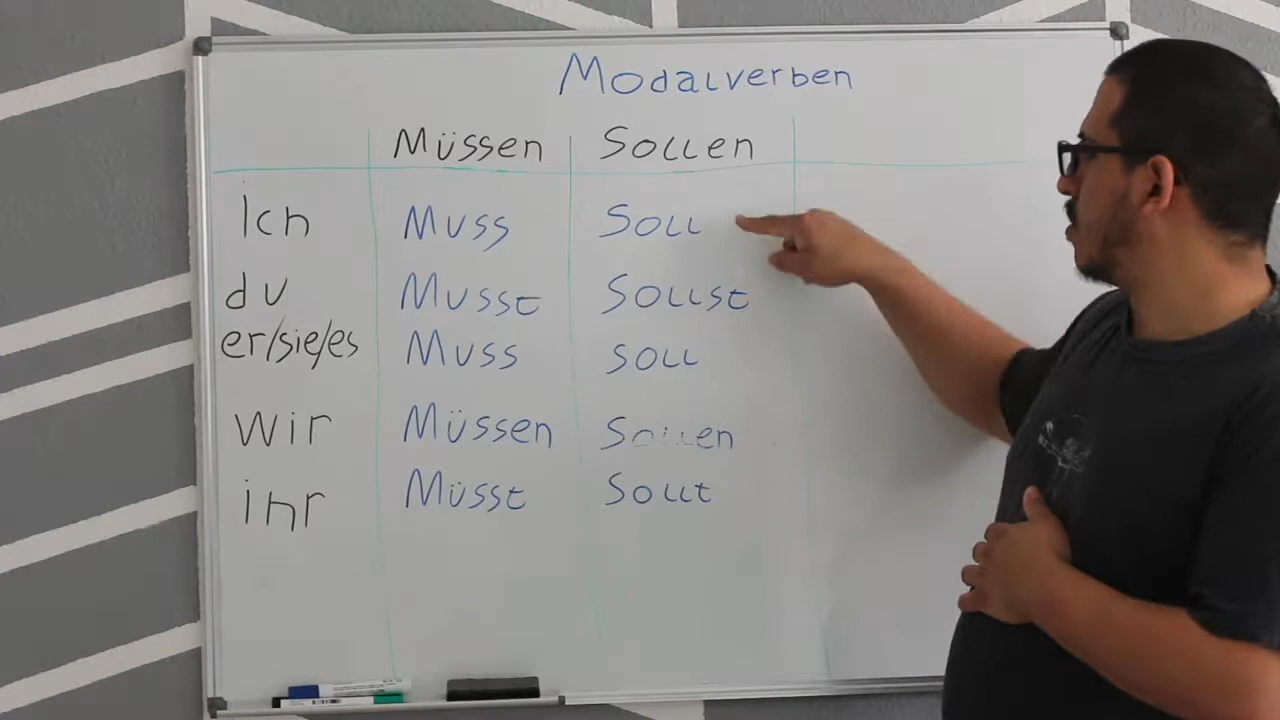 Modalverben
Müssen Sollen
Ich Muss Soll
du Musst Sollst
er/sie/es Muss soll
wir Müssen Sollen
ihr Müsst Sollt